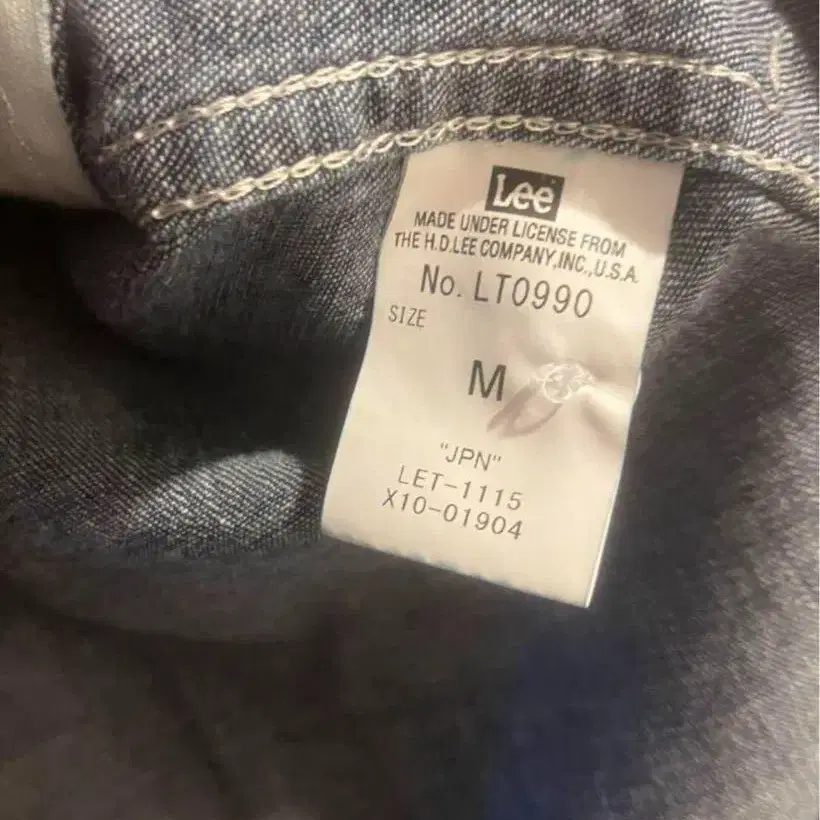 Lee
MADE UNDER LICENSE FROM
THE H.D.LEE COMPANY,INC.,U.S.A.
No. LT0990
SIZE
M
"JPN"
LET-1115
X10-01904